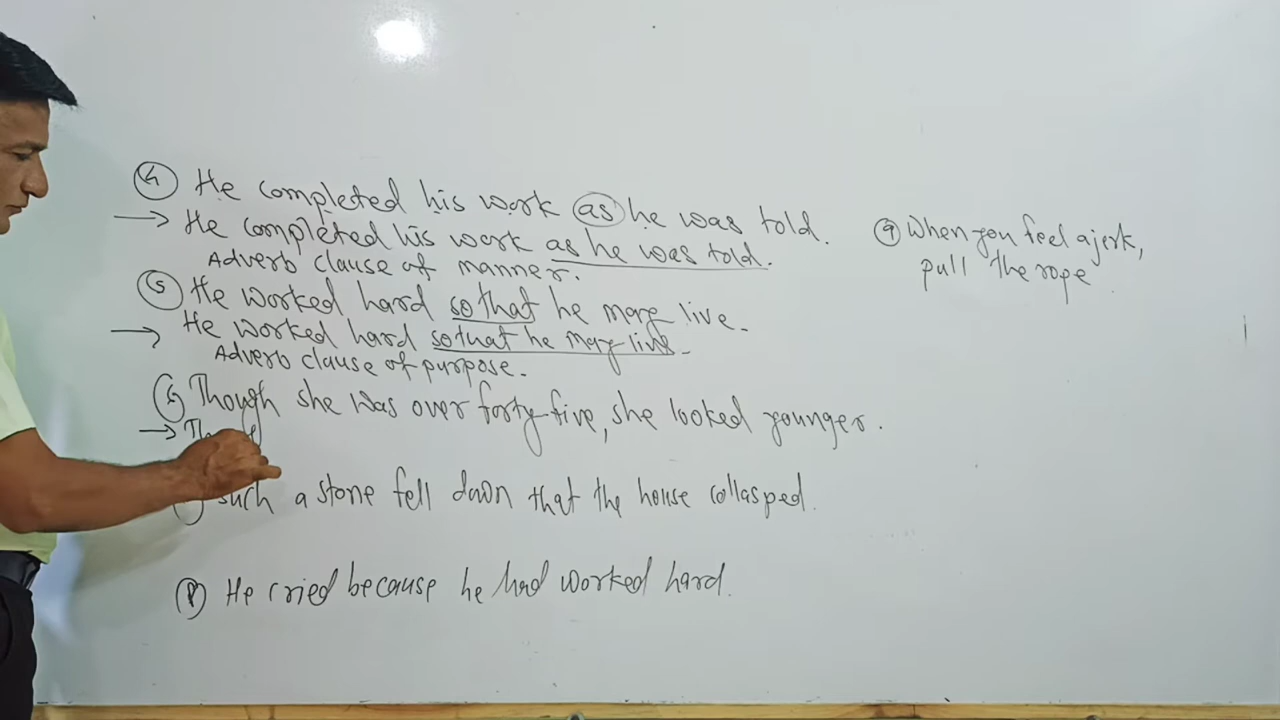 ④ He completed his work as he was told.
→ He completed his work as he was told.
Adverb clause of manner.
⑤ He worked hard so that he may live.
→ He worked hard so that he may live.
Adverb clause of purpose.
⑥ Though she was over forty-five, she looked younger.
→
such a stone fell down that the house collasped.
⑧ He cried because he had worked hard.
⑨ When you feel a jerk,
pull the rope